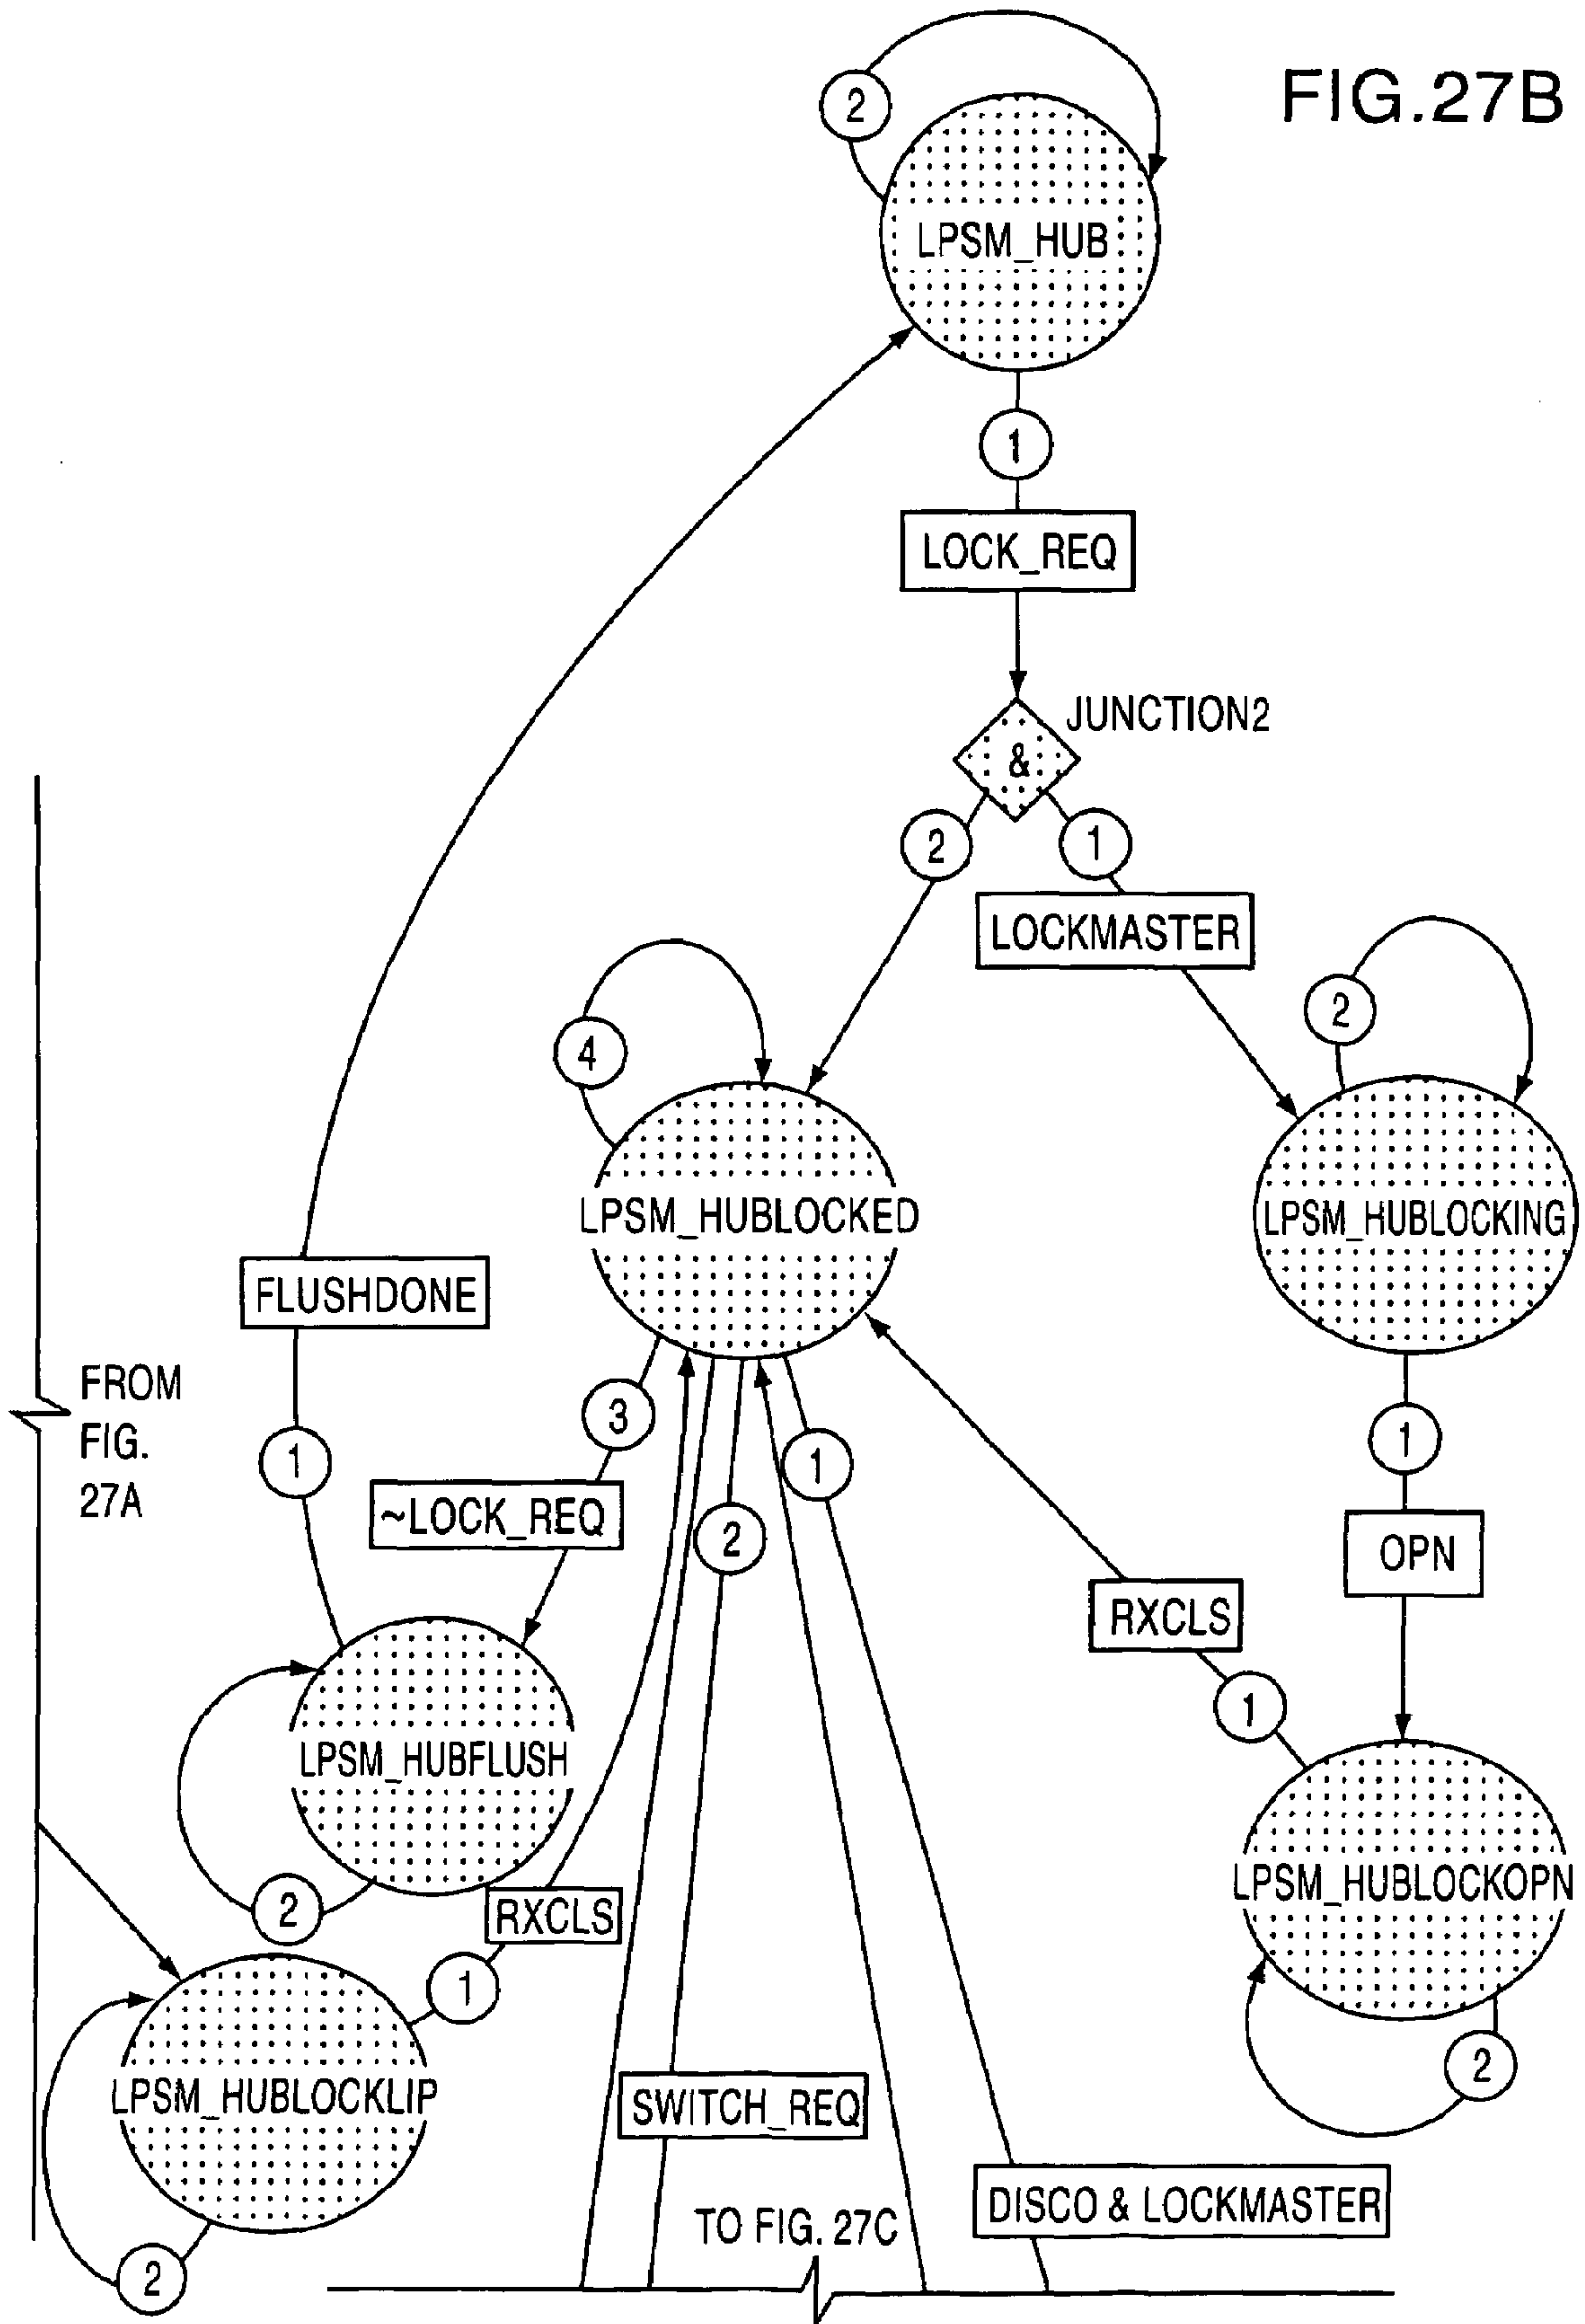 FIG.27B
2
LPSM_HUB
1
LOCK_REQ
JUNCTION2
&
2
1
LOCKMASTER
2
4
LPSM_HUBLOCKED
LPSM_HUBLOCKING
FLUSHDONE
FROM
FIG.
27A
3
1
1
1
~LOCK_REQ
2
OPN
RXCLS
1
LPSM_HUBFLUSH
LPSM_HUBLOCKOPN
2
RXCLS
1
2
LPSM_HUBLOCKLIP
SWITCH_REQ
DISCO & LOCKMASTER
TO FIG. 27C
2